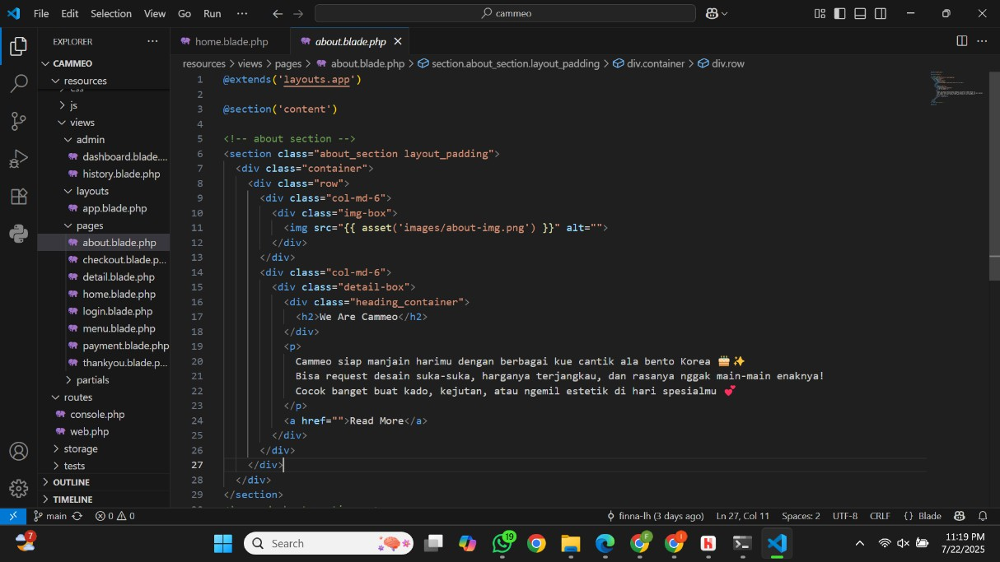 File Edit Selection View Go Run ··· cammeo
EXPLORER ··· home.blade.php about.blade.php
CAMMEO
resources > views > pages > about.blade.php > section.about_section.layout_padding > div.container > div.row
resources
css
js
views
admin
dashboard.blade....
history.blade.php
layouts
app.blade.php
pages
about.blade.php
checkout.blade.p...
detail.blade.php
home.blade.php
login.blade.php
menu.blade.php
payment.blade.php
thankyou.blade.p...
partials
routes
console.php
web.php
storage
tests
OUTLINE
TIMELINE
1 @extends('layouts.app')
2
3 @section('content')
4
5 <!-- about section -->
6 <section class="about_section layout_padding">
7 <div class="container">
8 <div class="row">
9 <div class="col-md-6">
10 <div class="img-box">
11 <img src="{{ asset('images/about-img.png') }}" alt="">
12 </div>
13 </div>
14 <div class="col-md-6">
15 <div class="detail-box">
16 <div class="heading_container">
17 <h2>We Are Cammeo</h2>
18 </div>
19 <p>
20 Cammeo siap manjain harimu dengan berbagai kue cantik ala bento Korea 🎂✨
21 Bisa request desain suka-suka, harganya terjangkau, dan rasanya nggak main-main enaknya!
22 Cocok banget buat kado, kejutan, atau ngemil estetik di hari spesialmu 💕
23 </p>
24 <a href="">Read More</a>
25 </div>
26 </div>
27 </div>
28 </div>
29 </section>
main 0 0 finna-lh (3 days ago) Ln 27, Col 11 Spaces: 2 UTF-8 CRLF {} Blade
7 Search 19 F I H 11:19 PM
7/22/2025